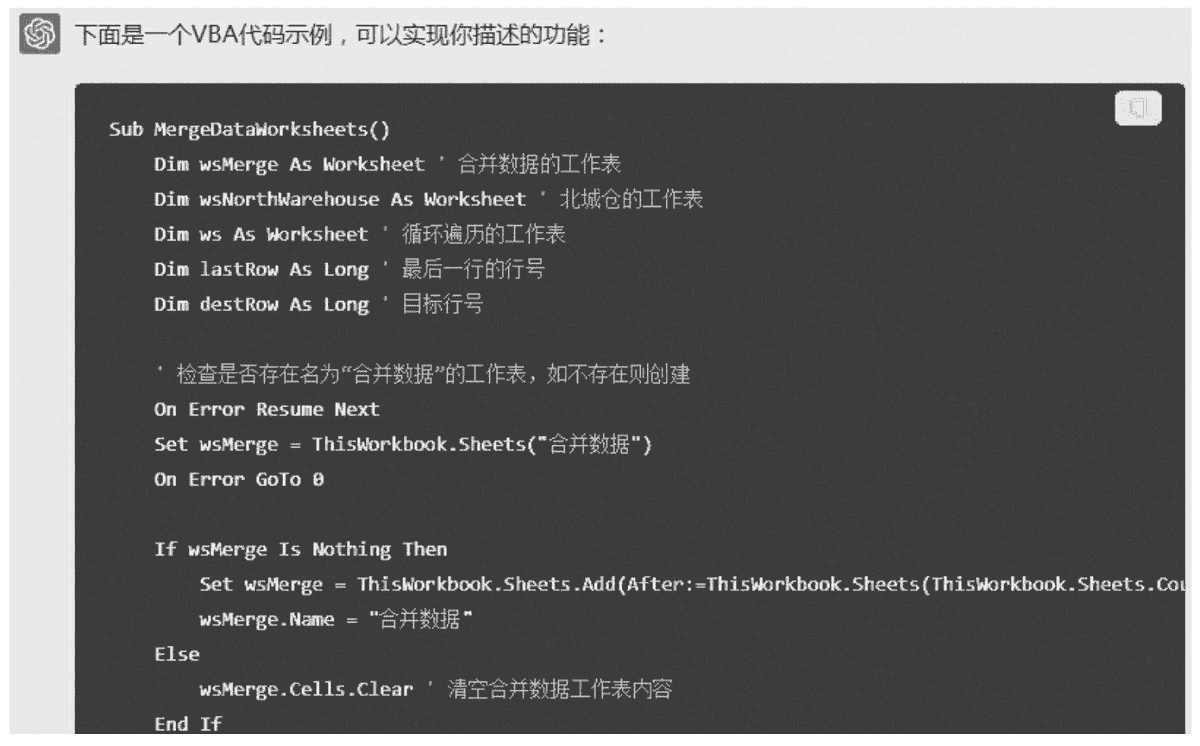 下面是一个VBA代码示例，可以实现你描述的功能：
Sub MergeDataWorksheets()
Dim wsMerge As Worksheet ' 合并数据的工作表
Dim wsNorthWarehouse As Worksheet ' 北城仓的工作表
Dim ws As Worksheet ' 循环遍历的工作表
Dim lastRow As Long ' 最后一行的行号
Dim destRow As Long ' 目标行号
' 检查是否存在名为“合并数据”的工作表，如不存在则创建
On Error Resume Next
Set wsMerge = ThisWorkbook.Sheets("合并数据")
On Error GoTo 0
If wsMerge Is Nothing Then
Set wsMerge = ThisWorkbook.Sheets.Add(After:=ThisWorkbook.Sheets(ThisWorkbook.Sheets.Cou
wsMerge.Name = "合并数据"
Else
wsMerge.Cells.Clear ' 清空合并数据工作表内容
End If